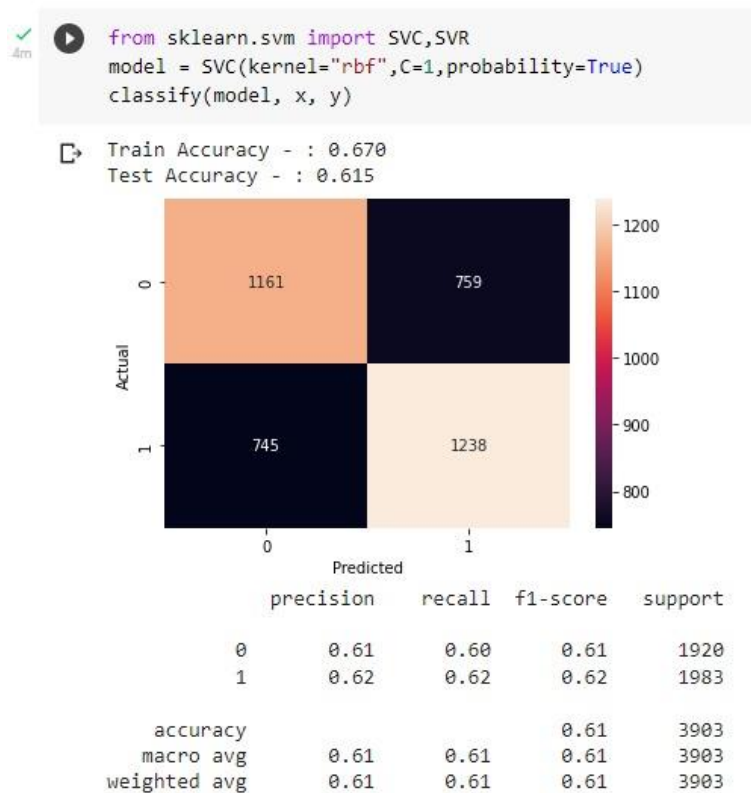 4m
from sklearn.svm import SVC,SVR
model = SVC(kernel="rbf",C=1,probability=True)
classify(model, x, y)
Train Accuracy - : 0.670
Test Accuracy - : 0.615
1161 759
745 1238
0
1
Actual
0 1
Predicted
1200
1100
1000
900
800
precision recall f1-score support
0 0.61 0.60 0.61 1920
1 0.62 0.62 0.62 1983
accuracy 0.61 3903
macro avg 0.61 0.61 0.61 3903
weighted avg 0.61 0.61 0.61 3903